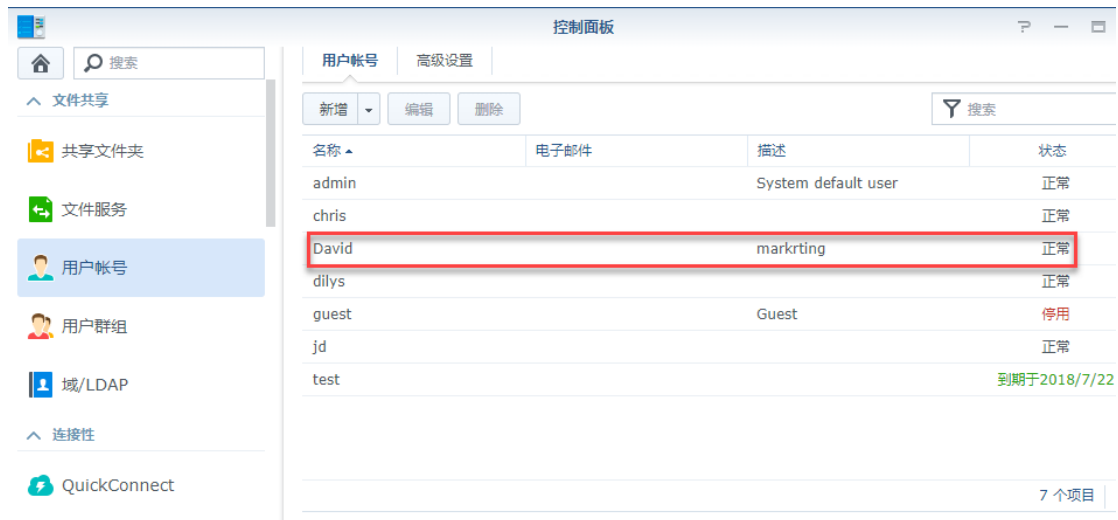 控制面板
搜索
文件共享
共享文件夹
文件服务
用户帐号
用户群组
域/LDAP
连接性
QuickConnect
用户帐号 高级设置
新增 编辑 删除 搜索
名称 电子邮件 描述 状态
admin System default user 正常
chris 正常
David markrting 正常
dilys 正常
guest Guest 停用
jd 正常
test 到期于2018/7/22
7 个项目